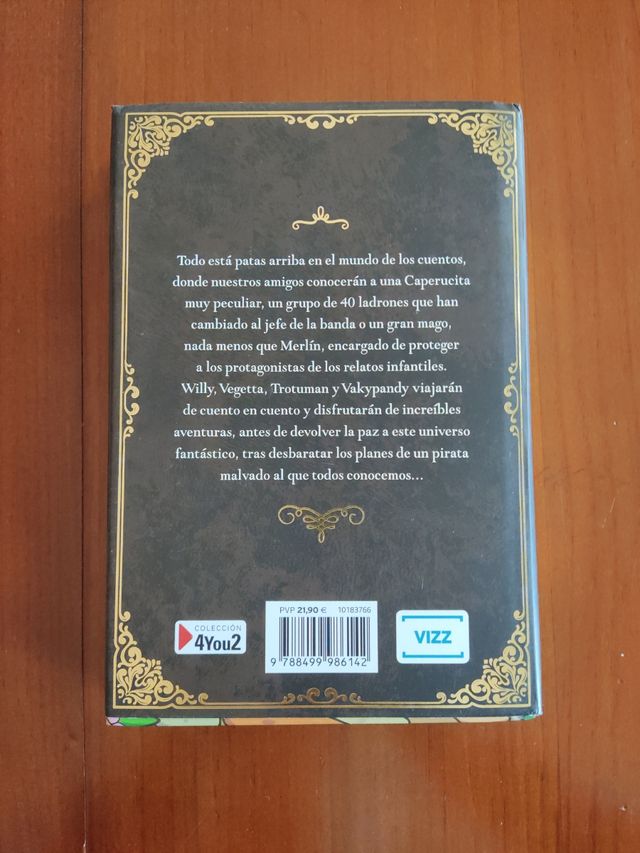 Todo está patas arriba en el mundo de los cuentos,
donde nuestros amigos conocerán a una Caperucita
muy peculiar, un grupo de 40 ladrones que han
cambiado al jefe de la banda o un gran mago,
nada menos que Merlín, encargado de proteger
a los protagonistas de los relatos infantiles.
Willy, Vegetta, Trotuman y Vakypandy viajarán
de cuento en cuento y disfrutarán de increíbles
aventuras, antes de devolver la paz a este universo
fantástico, tras desbaratar los planes de un pirata
malvado al que todos conocemos...
PVP 21,90 € 10183766
COLECCIÓN
4You2
9 788499 986142
VIZZ